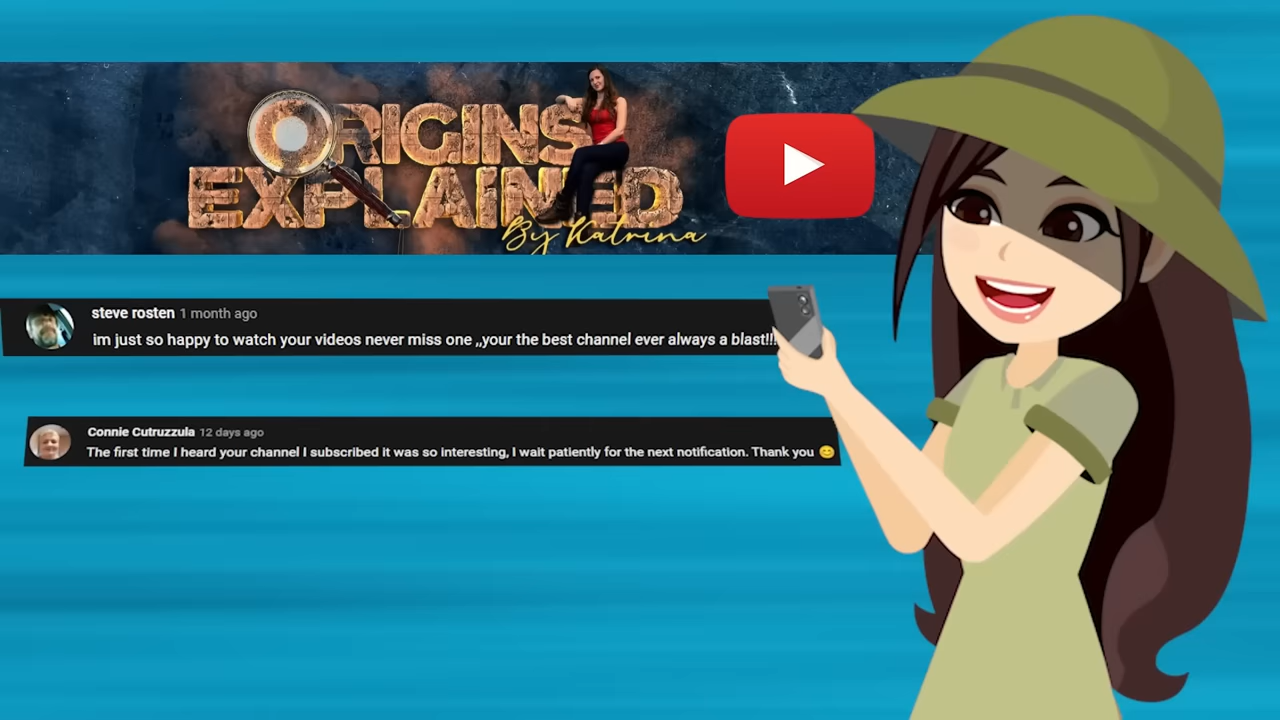 ORIGINS
EXPLAINED
By Katrina
steve rosten 1 month ago
im just so happy to watch your videos never miss one ,,your the best channel ever always a blast!!!
Connie Cutruzzula 12 days ago
The first time I heard your channel I subscribed it was so interesting, I wait patiently for the next notification. Thank you 😊